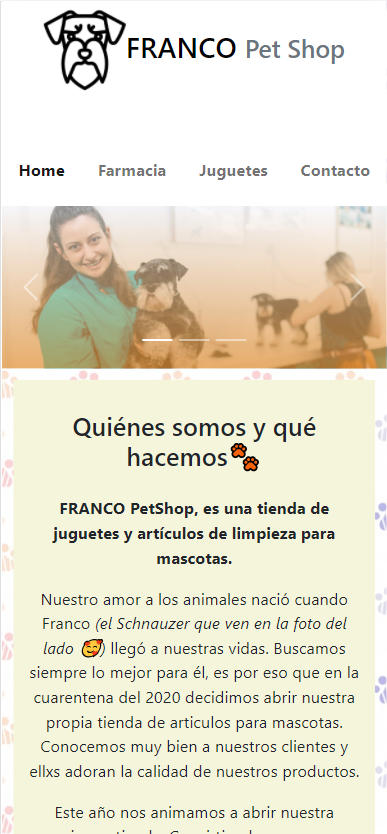 FRANCO Pet Shop
Home Farmacia Juguetes Contacto
Quiénes somos y qué
hacemos🐾
FRANCO PetShop, es una tienda de
juguetes y artículos de limpieza para
mascotas.
Nuestro amor a los animales nació cuando
Franco (el Schnauzer que ven en la foto del
lado 🥰) llegó a nuestras vidas. Buscamos
siempre lo mejor para él, es por eso que en la
cuarentena del 2020 decidimos abrir nuestra
propia tienda de articulos para mascotas.
Conocemos muy bien a nuestros clientes y
ellxs adoran la calidad de nuestros productos.
Este año nos animamos a abrir nuestra